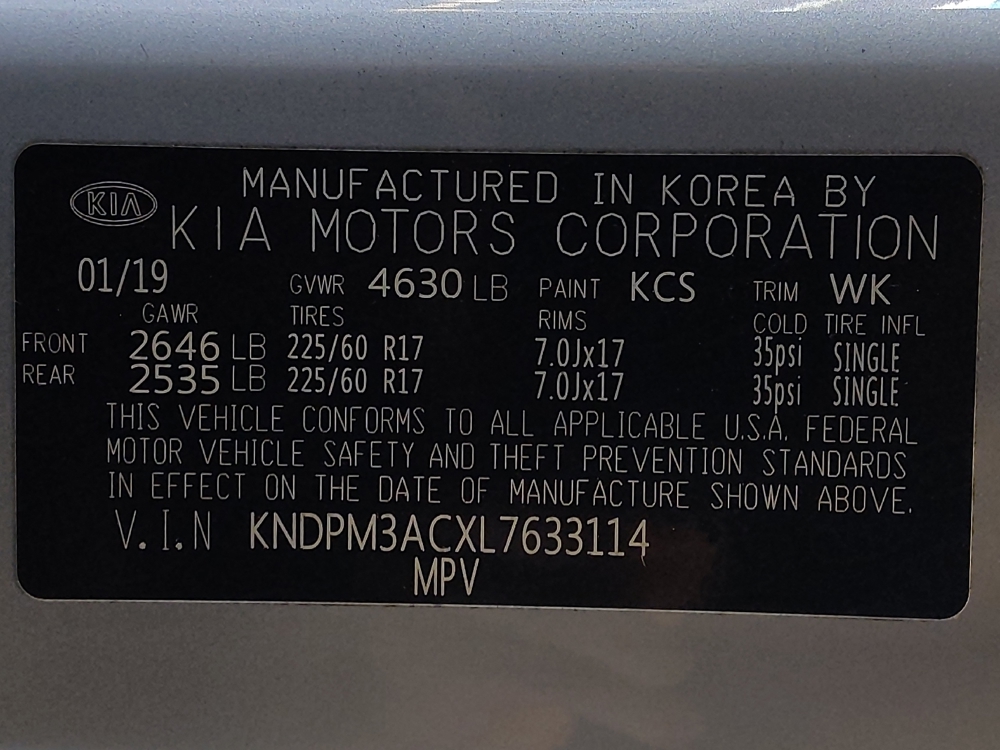 KIA
MANUFACTURED IN KOREA BY
KIA MOTORS CORPORATION
01/19 GVWR 4630 LB PAINT KCS TRIM WK
GAWR TIRES RIMS COLD TIRE INFL
FRONT 2646 LB 225/60 R17 7.0Jx17 35psi SINGLE
REAR 2535 LB 225/60 R17 7.0Jx17 35psi SINGLE
THIS VEHICLE CONFORMS TO ALL APPLICABLE U.S.A. FEDERAL
MOTOR VEHICLE SAFETY AND THEFT PREVENTION STANDARDS
IN EFFECT ON THE DATE OF MANUFACTURE SHOWN ABOVE.
V.I.N KNDPM3ACXL7633114
MPV